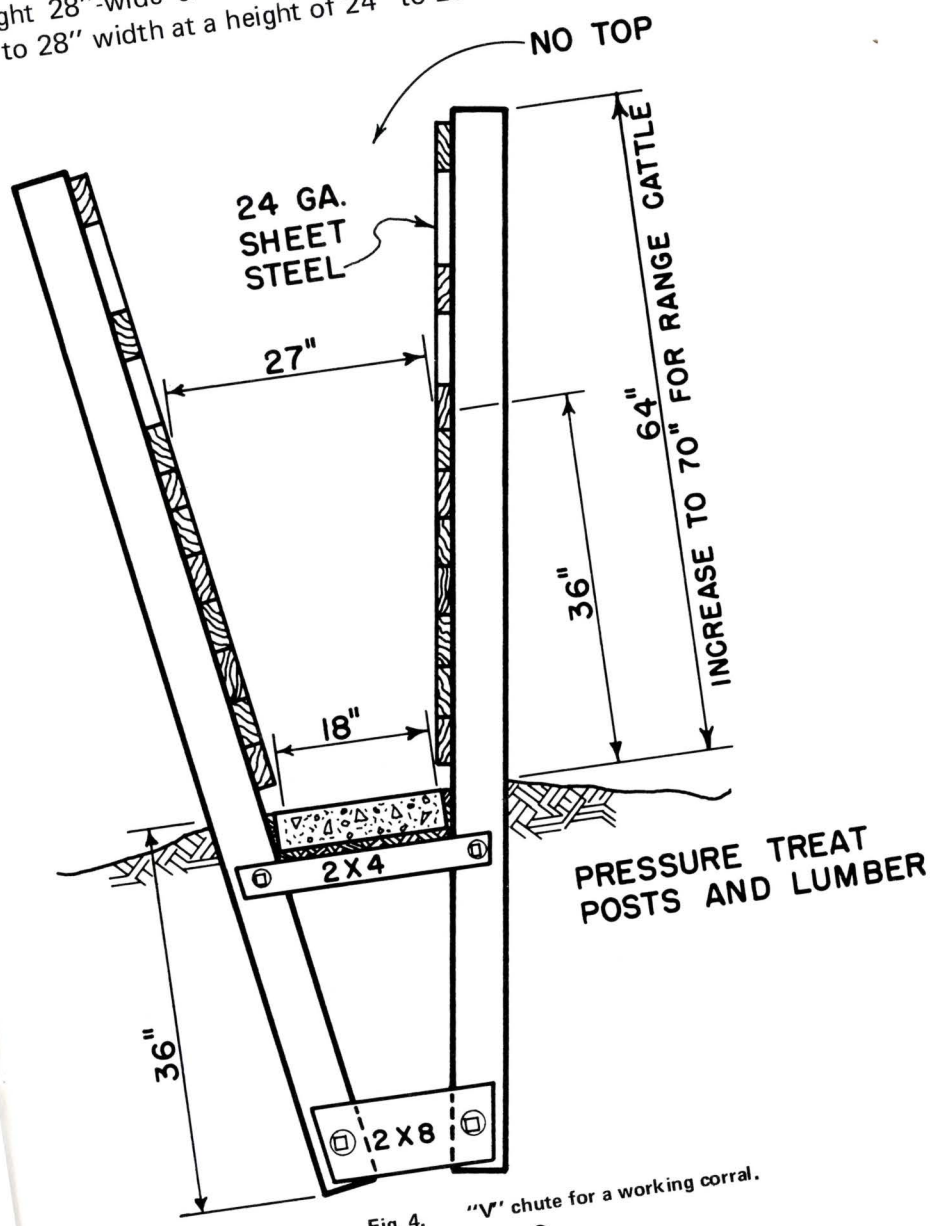 28"-wide
to 28" width at a height of 24" to
NO TOP
24 GA.
SHEET
STEEL
27"
64"
INCREASE TO 70" FOR RANGE CATTLE
36"
18"
2X4
PRESSURE TREAT
POSTS AND LUMBER
36"
2X8
Fig. 4. "V" chute for a working corral.